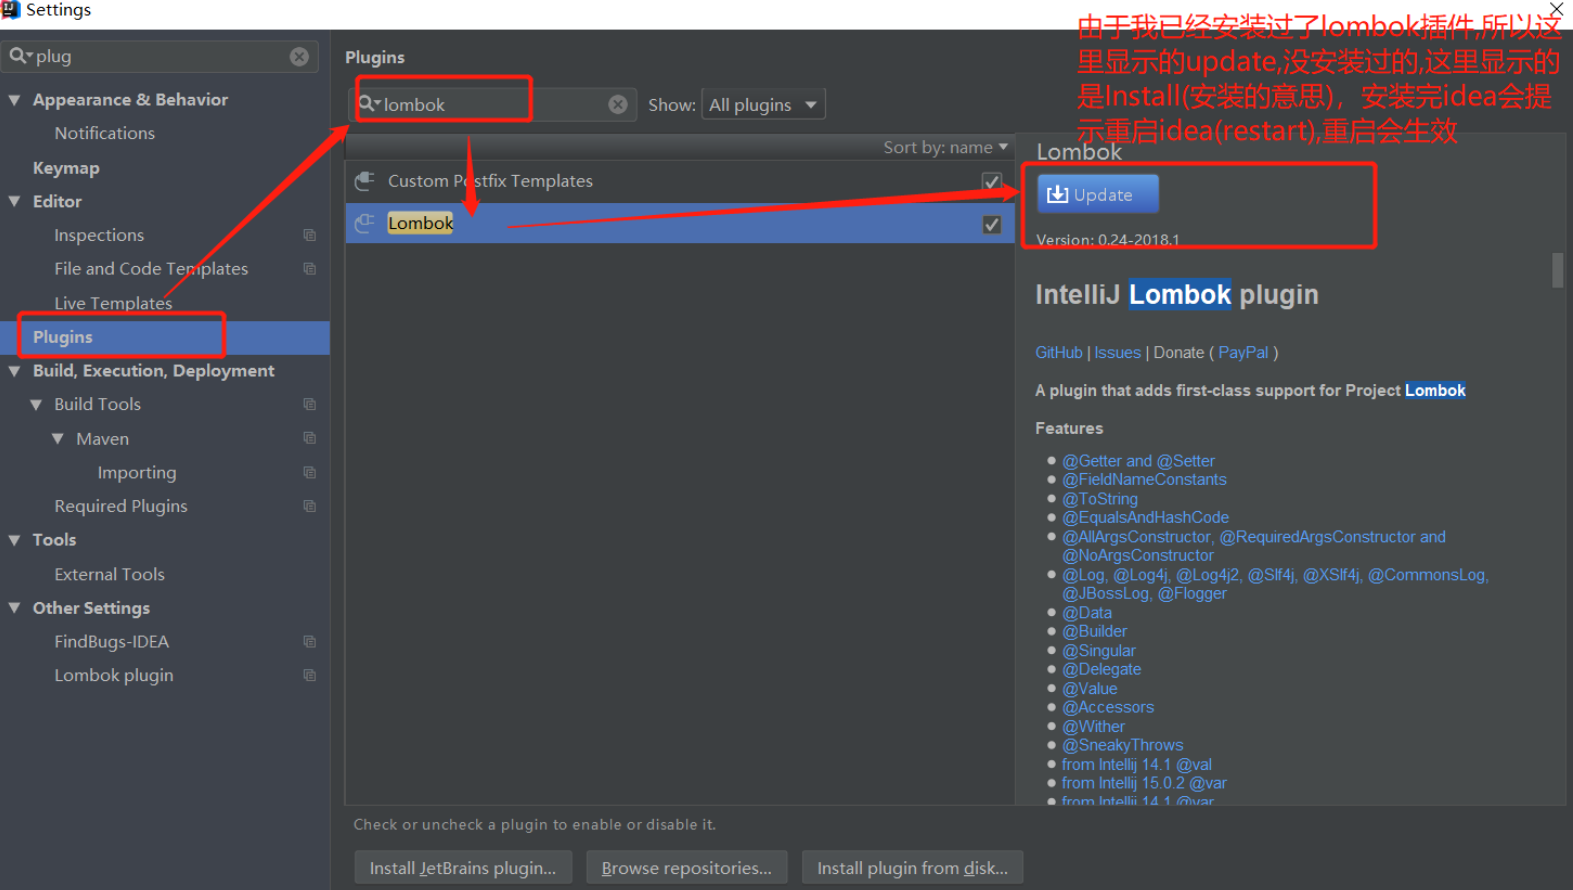 Settings
由于我已经安装过了lombok插件,所以这
里显示的update,没安装过的,这里显示的
是Install(安装的意思)，安装完idea会提
示重启idea(restart),重启会生效
plug
Appearance & Behavior
Notifications
Keymap
Editor
Inspections
File and Code Templates
Live Templates
Plugins
Build, Execution, Deployment
Build Tools
Maven
Importing
Required Plugins
Tools
External Tools
Other Settings
FindBugs-IDEA
Lombok plugin
Plugins
lombok
Show: All plugins
Sort by: name
Custom Postfix Templates
Lombok
Lombok
Update
Version: 0.24-2018.1
IntelliJ Lombok plugin
GitHub | Issues | Donate ( PayPal )
A plugin that adds first-class support for Project Lombok
Features
@Getter and @Setter
@FieldNameConstants
@ToString
@EqualsAndHashCode
@AllArgsConstructor, @RequiredArgsConstructor and
@NoArgsConstructor
@Log, @Log4j, @Log4j2, @Slf4j, @XSlf4j, @CommonsLog,
@JBossLog, @Flogger
@Data
@Builder
@Singular
@Delegate
@Value
@Accessors
@Wither
@SneakyThrows
from Intellij 14.1 @val
from Intellij 15.0.2 @var
from Intellij 14.1 @var
Check or uncheck a plugin to enable or disable it.
Install JetBrains plugin...
Browse repositories...
Install plugin from disk...